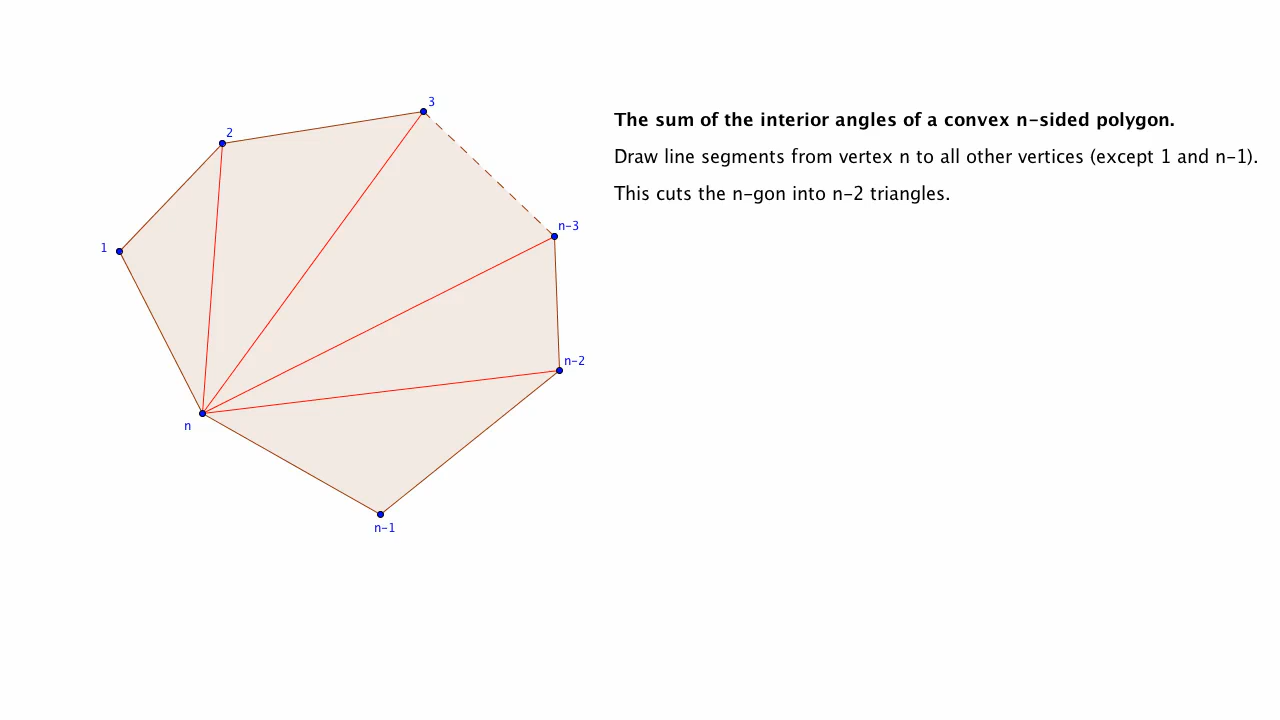 3
2
The sum of the interior angles of a convex n-sided polygon.
Draw line segments from vertex n to all other vertices (except 1 and n-1).
This cuts the n-gon into n-2 triangles.
n-3
1
n-2
n
n-1